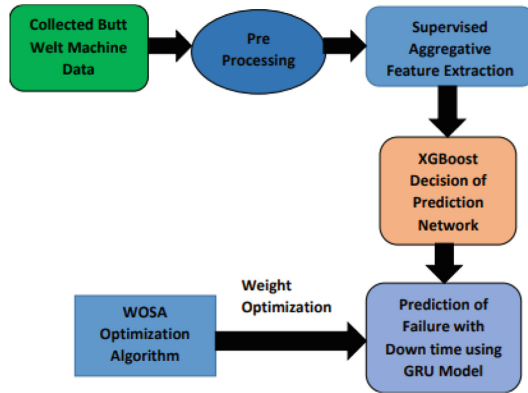 Collected Butt
Welt Machine
Data
Pre
Processing
Supervised
Aggregative
Feature Extraction
XGBoost
Decision of
Prediction
Network
Weight
Optimization
WOSA
Optimization
Algorithm
Prediction of
Failure with
Down time using
GRU Model